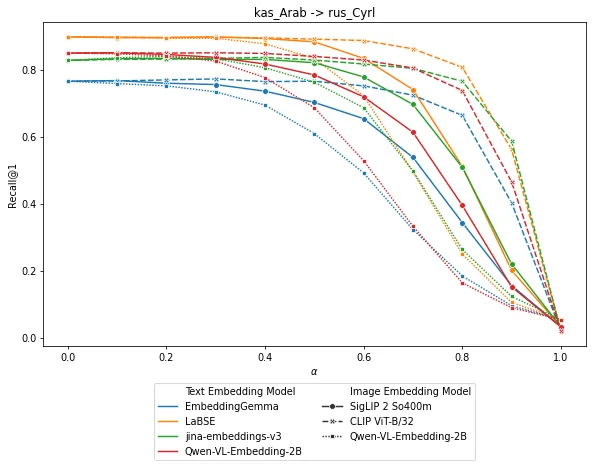 kas_Arab -> rus_Cyrl
Recall@1
0.8
0.6
0.4
0.2
0.0
0.0 0.2 0.4 0.6 0.8 1.0
α
Text Embedding Model Image Embedding Model
EmbeddingGemma SigLIP 2 So400m
LaBSE CLIP ViT-B/32
jina-embeddings-v3 Qwen-VL-Embedding-2B
Qwen-VL-Embedding-2B